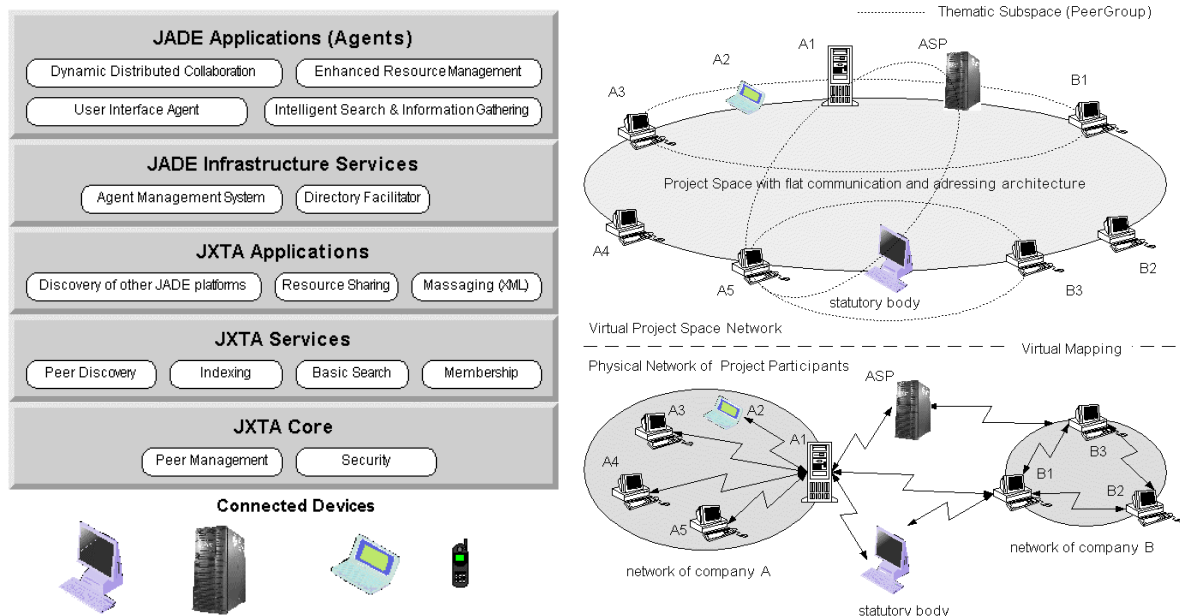 JADE Applications (Agents)
Dynamic Distributed Collaboration
Enhanced Resource Management
User Interface Agent
Intelligent Search & Information Gathering
JADE Infrastructure Services
Agent Management System
Directory Facilitator
JXTA Applications
Discovery of other JADE platforms
Resource Sharing
Massaging (XML)
JXTA Services
Peer Discovery
Indexing
Basic Search
Membership
JXTA Core
Peer Management
Security
Connected Devices
Thematic Subspace (PeerGroup)
A1
ASP
A2
A3
B1
Project Space with flat communication and adressing architecture
A4
B2
A5
B3
statutory body
Virtual Project Space Network
Virtual Mapping
Physical Network of Project Participants
ASP
A3
A2
A1
B3
A4
B1
B2
A5
network of company A
network of company B
statutory body